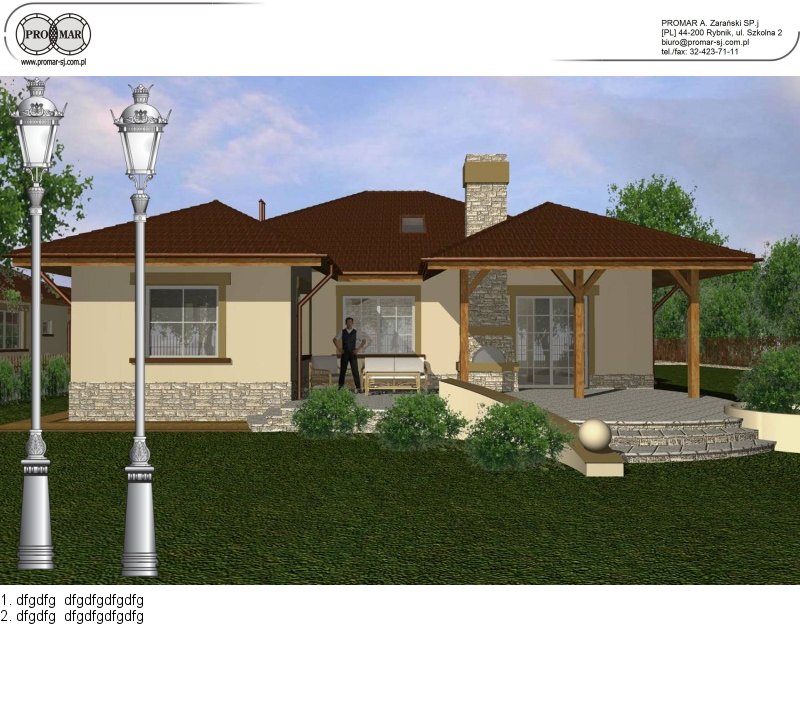 PRO MAR
www.promar-sj.com.pl
PROMAR A. Zarański SP.j
[PL] 44-200 Rybnik, ul. Szkolna 2
biuro@promar-sj.com.pl
tel./fax: 32-423-71-11
1. dfgdfg dfgdfgdfgdfg
2. dfgdfg dfgdfgdfgdfg